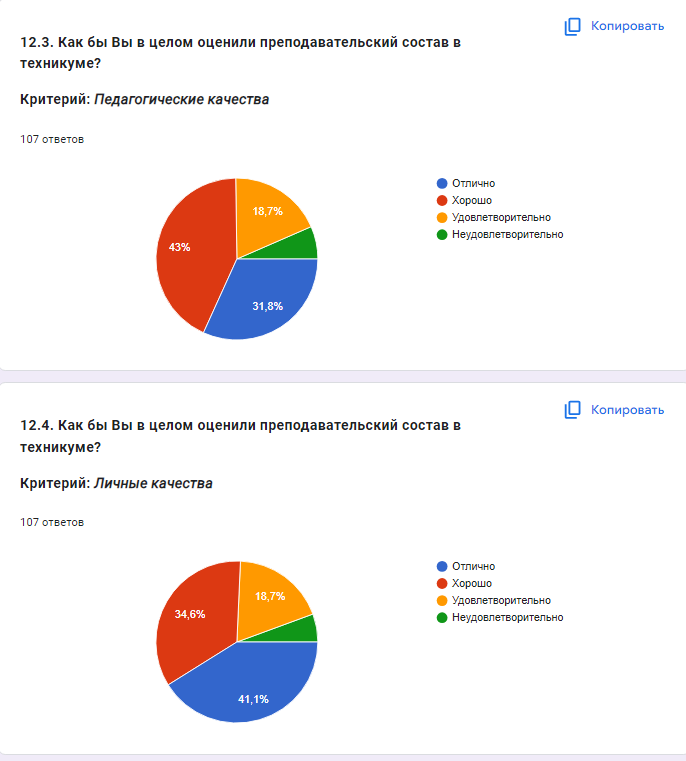 Копировать
12.3. Как бы Вы в целом оценили преподавательский состав в
техникуме?
Критерий: Педагогические качества
107 ответов
Отлично
Хорошо
Удовлетворительно
Неудовлетворительно
18,7%
43%
31,8%
Копировать
12.4. Как бы Вы в целом оценили преподавательский состав в
техникуме?
Критерий: Личные качества
107 ответов
Отлично
Хорошо
Удовлетворительно
Неудовлетворительно
18,7%
34,6%
41,1%